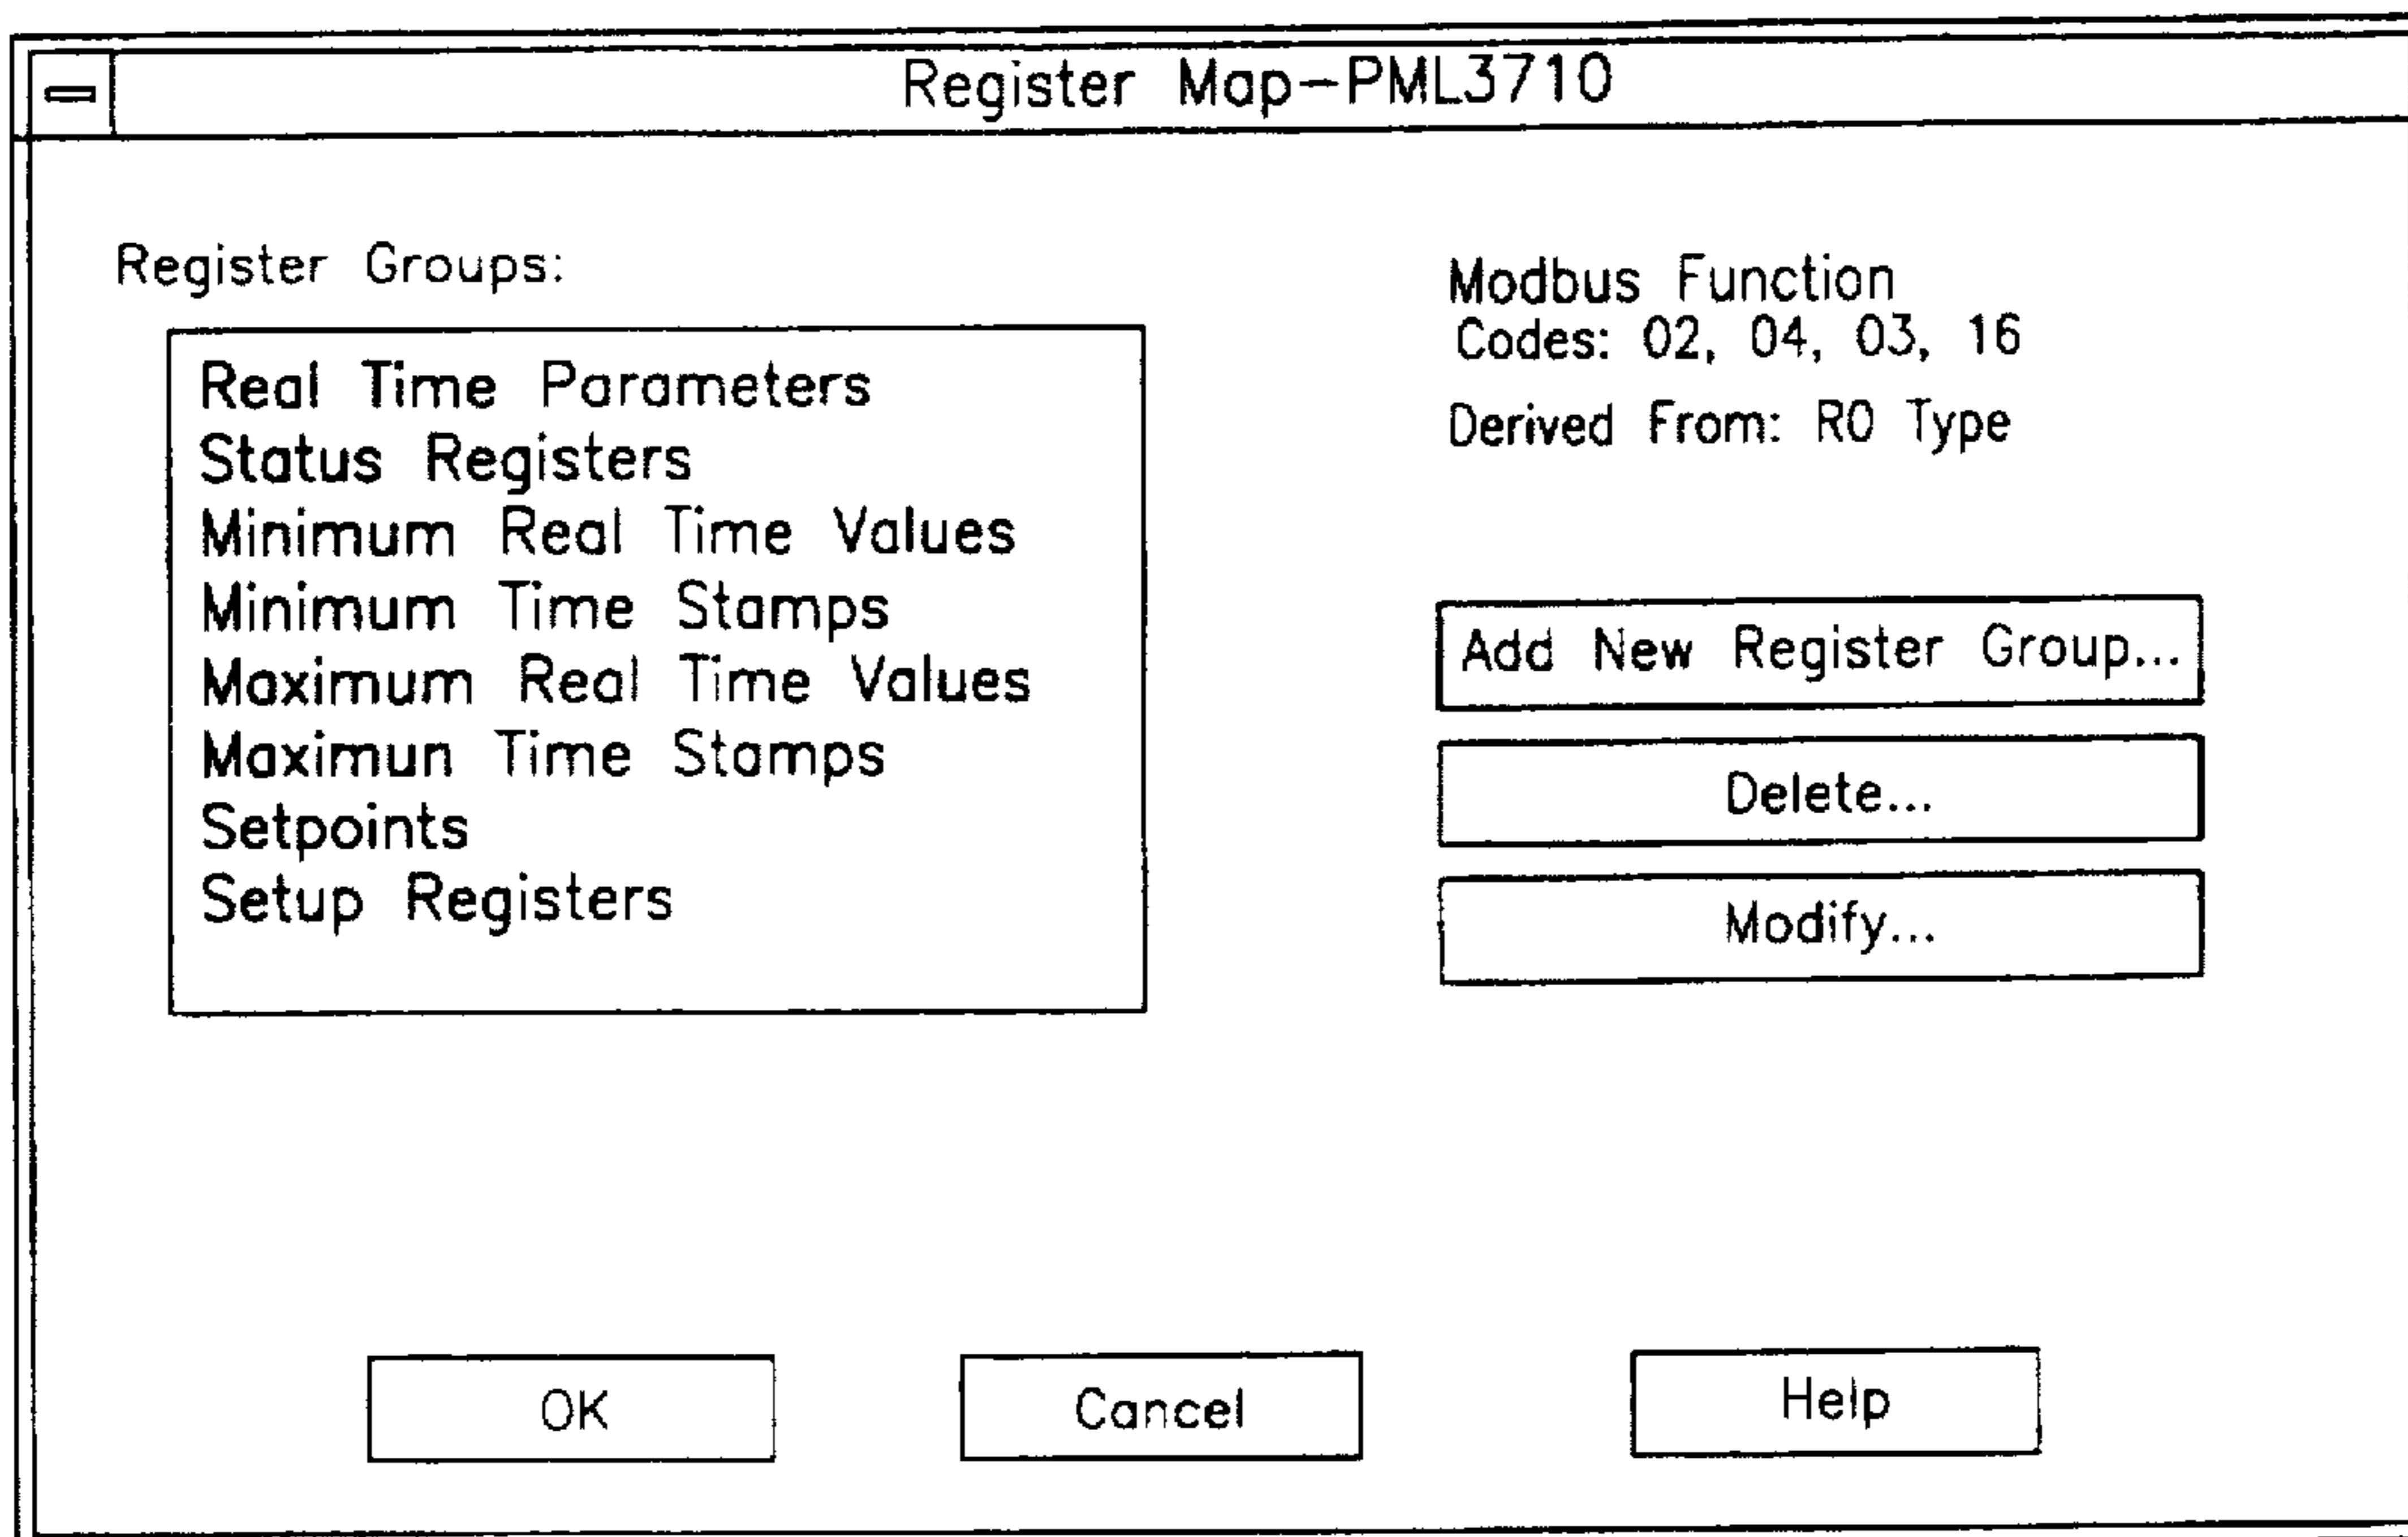 Register Map-PML3710
Register Groups:
Real Time Parameters
Status Registers
Minimum Real Time Values
Minimum Time Stamps
Maximum Real Time Values
Maximun Time Stamps
Setpoints
Setup Registers
Modbus Function
Codes: 02, 04, 03, 16
Derived From: RO Type
Add New Register Group...
Delete...
Modify...
OK
Cancel
Help